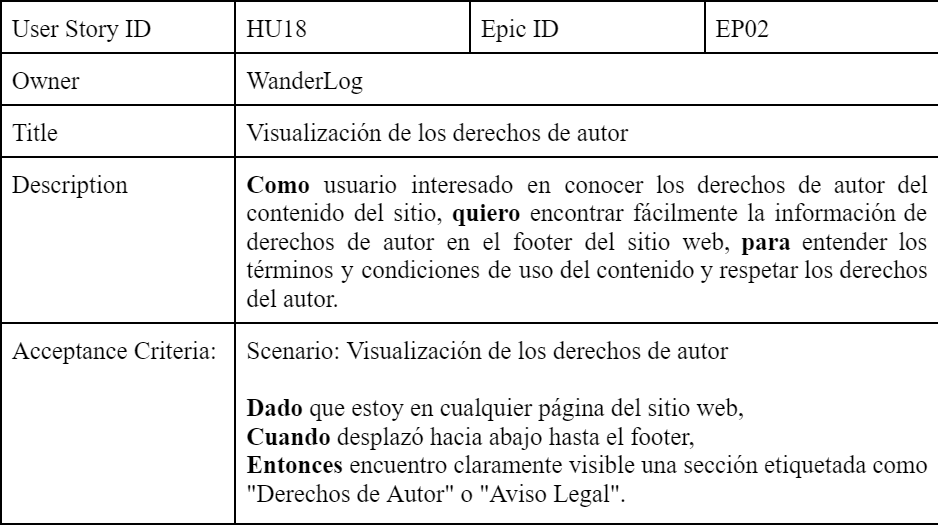 User Story ID HU18 Epic ID EP02
Owner WanderLog
Title Visualización de los derechos de autor
Description Como usuario interesado en conocer los derechos de autor del
contenido del sitio, quiero encontrar fácilmente la información de
derechos de autor en el footer del sitio web, para entender los
términos y condiciones de uso del contenido y respetar los derechos
del autor.
Acceptance Criteria: Scenario: Visualización de los derechos de autor
Dado que estoy en cualquier página del sitio web,
Cuando desplazó hacia abajo hasta el footer,
Entonces encuentro claramente visible una sección etiquetada como
"Derechos de Autor" o "Aviso Legal".